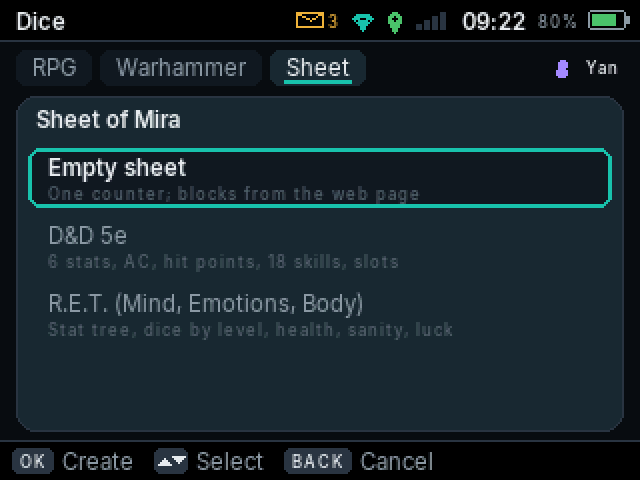 Dice 3 09:22 80%
RPG Warhammer Sheet Yan
Sheet of Mira
Empty sheet
One counter; blocks from the web page
D&D 5e
6 stats, AC, hit points, 18 skills, slots
R.E.T. (Mind, Emotions, Body)
Stat tree, dice by level, health, sanity, luck
OK Create Select BACK Cancel